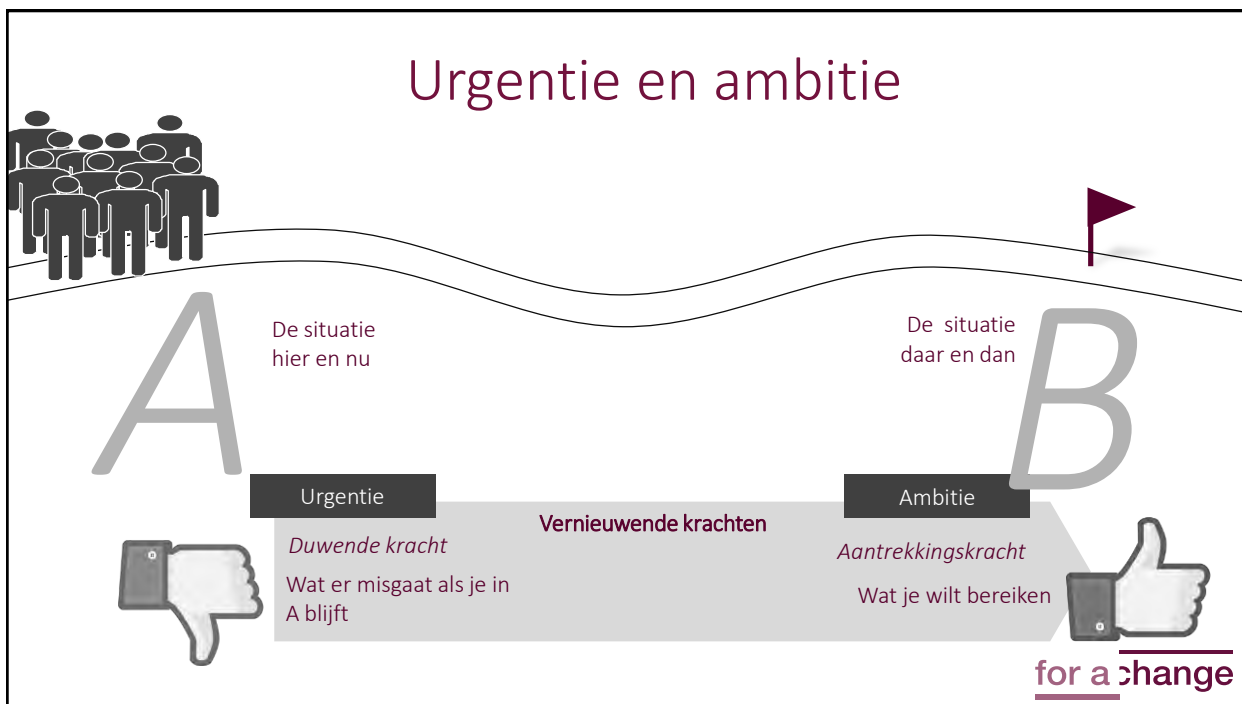 Urgentie en ambitie
A
De situatie
hier en nu
De situatie
daar en dan
B
Urgentie
Ambitie
Vernieuwende krachten
Duwende kracht
Wat er misgaat als je in
A blijft
Aantrekkingskracht
Wat je wilt bereiken
for a change